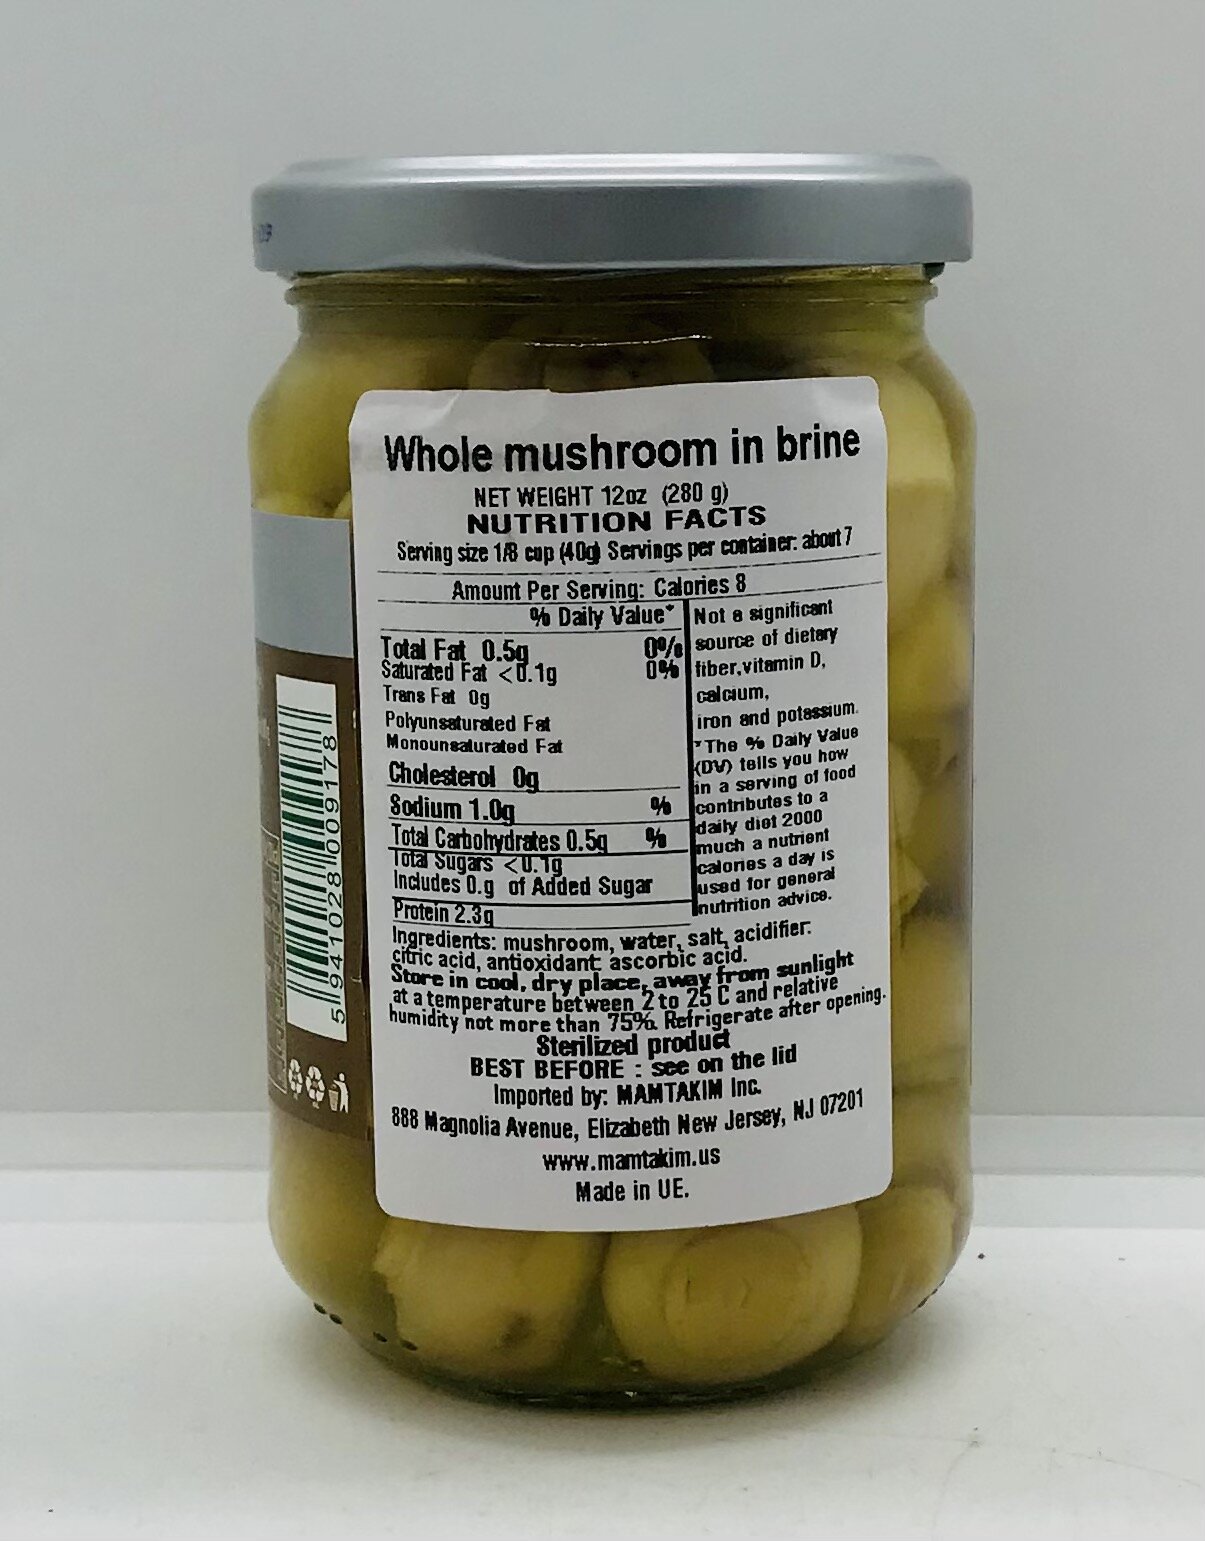 Whole mushroom in brine
NET WEIGHT 12oz (280 g)
NUTRITION FACTS
Serving size 1/8 cup (40g) Servings per container: about 7
Amount Per Serving: Calories 8
% Daily Value*
Total Fat 0.5g 0%
Saturated Fat <0.1g 0%
Trans Fat 0g
Polyunsaturated Fat
Monounsaturated Fat
Cholesterol 0g
Sodium 1.0g %
Total Carbohydrates 0.5g %
Total Sugars <0.1g
Includes 0.g of Added Sugar
Protein 2.3g
Not a significant
source of dietary
fiber,vitamin D,
calcium,
iron and potassium.
*The % Daily Value
(DV) tells you how
in a serving of food
contributes to a
daily diet 2000
much a nutrient
calories a day is
used for general
nutrition advice.
Ingredients: mushroom, water, salt, acidifier:
citric acid, antioxidant: ascorbic acid.
Store in cool, dry place, away from sunlight
at a temperature between 2 to 25 C and relative
humidity not more than 75%. Refrigerate after opening.
Sterilized product
BEST BEFORE : see on the lid
Imported by: MAMTAKIM Inc.
888 Magnolia Avenue, Elizabeth New Jersey, NJ 07201
www.mamtakim.us
Made in UE.
5 941028 009178